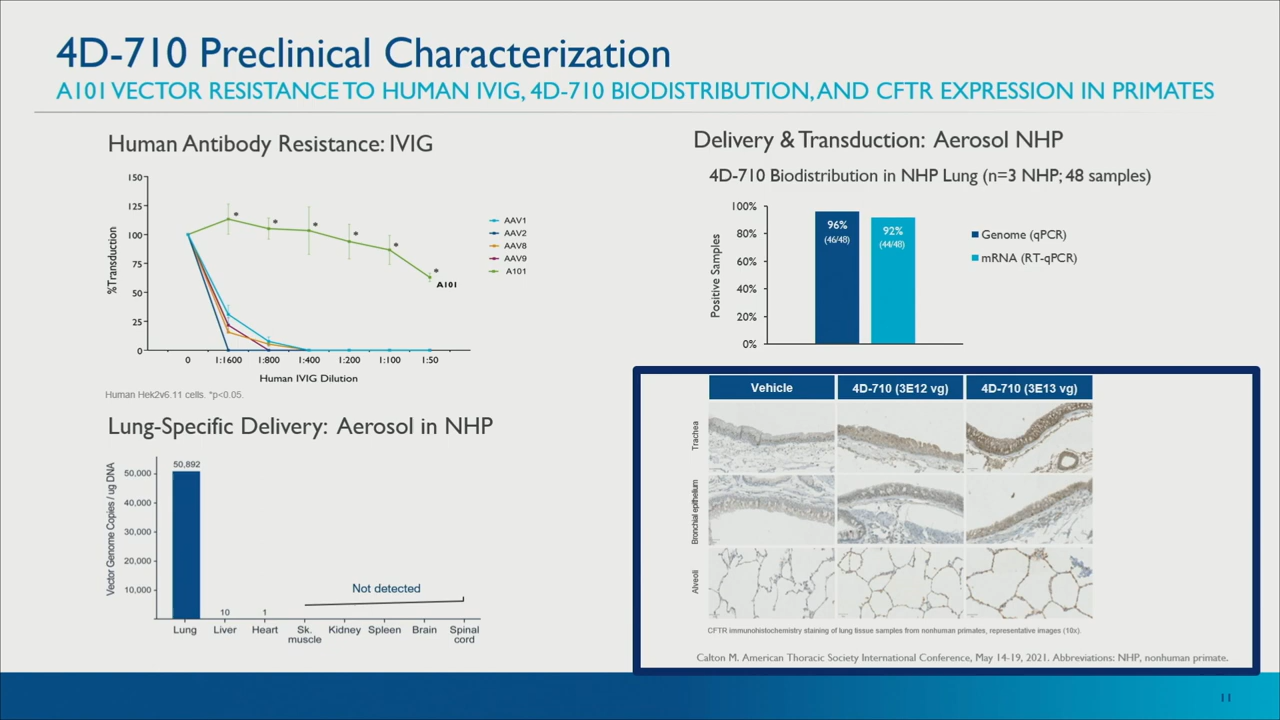 4D-710 Preclinical Characterization
A101 VECTOR RESISTANCE TO HUMAN IVIG, 4D-710 BIODISTRIBUTION, AND CFTR EXPRESSION IN PRIMATES
Human Antibody Resistance: IVIG
150
125
100
75
50
25
0
%Transduction
*
*
*
*
*
*
A101
AAV1
AAV2
AAV8
AAV9
A101
0 1:1600 1:800 1:400 1:200 1:100 1:50
Human IVIG Dilution
Human Hek2v6.11 cells. *p<0.05.
Lung-Specific Delivery: Aerosol in NHP
Vector Genome Copies / ug DNA
50,000
40,000
30,000
20,000
10,000
50,892
10
1
Not detected
Lung Liver Heart Sk. muscle Kidney Spleen Brain Spinal cord
Delivery & Transduction: Aerosol NHP
4D-710 Biodistribution in NHP Lung (n=3 NHP; 48 samples)
Positive Samples
100%
80%
60%
40%
20%
0%
96%
(46/48)
92%
(44/48)
Genome (qPCR)
mRNA (RT-qPCR)
Vehicle 4D-710 (3E12 vg) 4D-710 (3E13 vg)
Trachea
Bronchial epithelium
Alveoli
CFTR immunohistochemistry staining of lung tissue samples from nonhuman primates, representative images (10x).
Calton M. American Thoracic Society International Conference, May 14-19, 2021. Abbreviations: NHP, nonhuman primate.
11